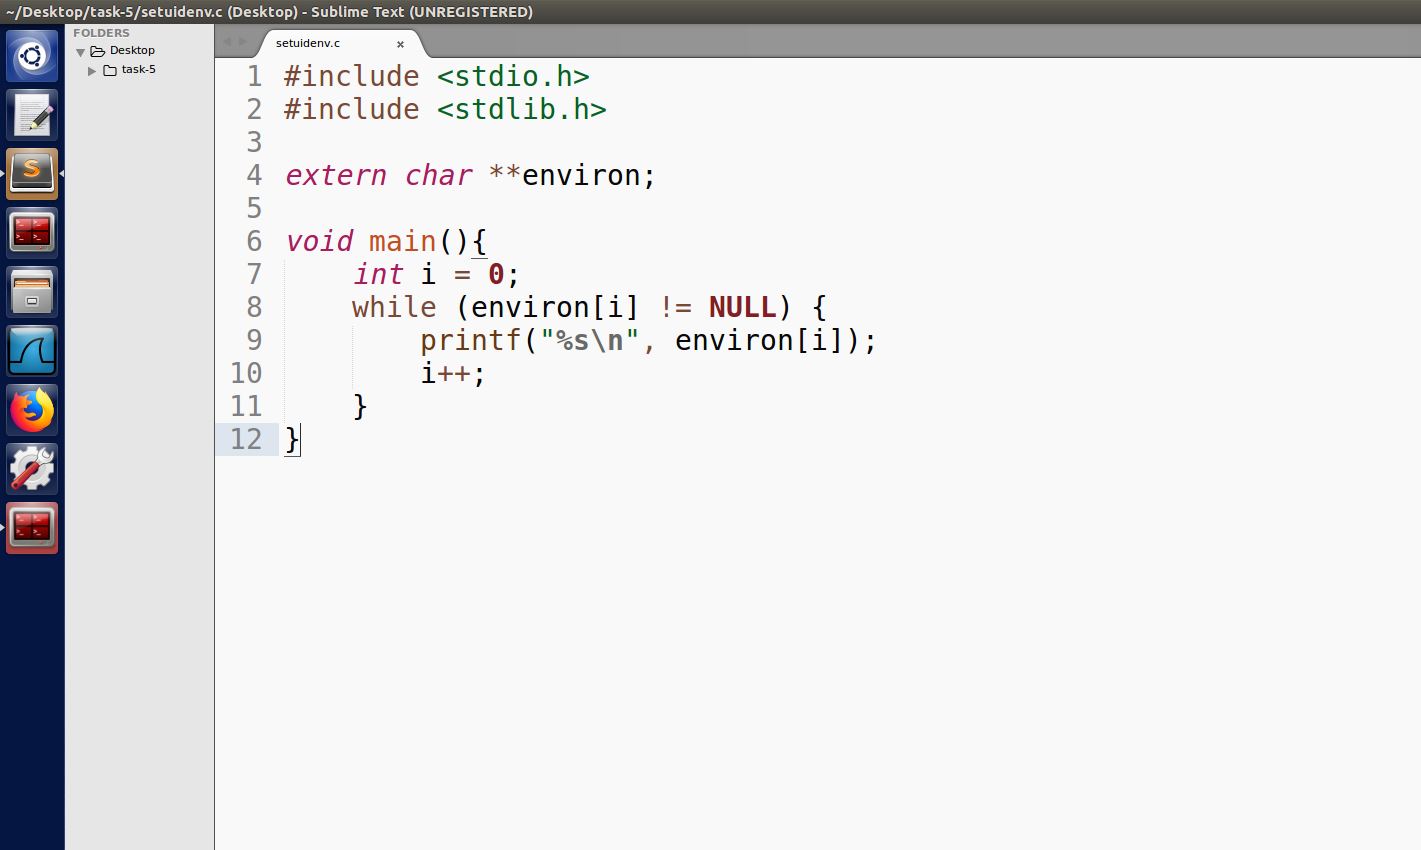 ~/Desktop/task-5/setuidenv.c (Desktop) - Sublime Text (UNREGISTERED)
FOLDERS
Desktop
task-5
setuidenv.c
1 #include <stdio.h>
2 #include <stdlib.h>
3
4 extern char **environ;
5
6 void main(){
7     int i = 0;
8     while (environ[i] != NULL) {
9         printf("%s\n", environ[i]);
10         i++;
11     }
12 }